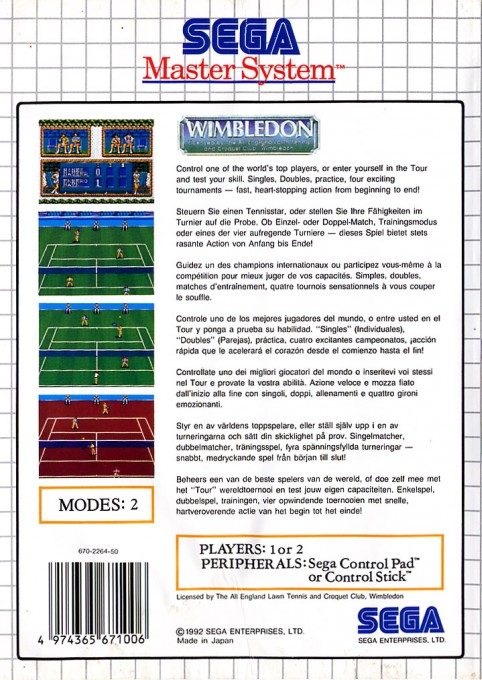 SEGA
Master System™
WIMBLEDON
Control one of the world's top players, or enter yourself in the Tour
and test your skill. Singles, Doubles, practice, four exciting
tournaments — fast, heart-stopping action from beginning to end!
Steuern Sie einen Tennisstar, oder stellen Sie Ihre Fähigkeiten im
Turnier auf die Probe. Ob Einzel- oder Doppel-Match, Trainingsmodus
oder eines der vier aufregende Turniere — dieses Spiel bietet stets
rasante Action von Anfang bis Ende!
Guidez un des champions internationaux ou participez vous-même à la
compétition pour mieux juger de vos capacités. Simples, doubles,
matches d'entraînement, quatre tournois sensationnels à vous couper
le souffle.
Controle uno de los mejores jugadores del mundo, o entre usted en el
Tour y ponga a prueba su habilidad. "Singles" (Individuales),
"Doubles" (Parejas), práctica, cuatro excitantes campeonatos, ¡acción
rápida que le acelerará el corazón desde el comienzo hasta el fin!
Controllate uno dei migliori giocatori del mondo o inseritevi voi stessi
nel Tour e provate la vostra abilità. Azione veloce e mozza fiato
dall'inizio alla fine con singoli, doppi, allenamenti e quattro gironi
emozionanti.
Styr en av världens toppspelare, eller ställ själv upp i en av
turneringarna och sätt din skicklighet på prov. Singelmatcher,
dubbelmatcher, träningsspel, fyra spänningsfyllda turneringar —
snabbt, medryckande spel från början till slut!
Beheers een van de beste spelers van de wereld, of doe zelf mee met
het "Tour" wereldtoernooi en test jouw eigen capaciteiten. Enkelspel,
dubbelspel, trainingen, vier opwindende toernooien met snelle,
hartveroverende actie van het begin tot het einde!
MODES: 2
PLAYERS: 1 or 2
PERIPHERALS: Sega Control Pad™
or Control Stick™
Licensed by The All England Lawn Tennis and Croquet Club, Wimbledon
670-2264-50
4 974365 671006
©1992 SEGA ENTERPRISES, LTD.
Made in Japan
SEGA
SEGA ENTERPRISES, LTD.